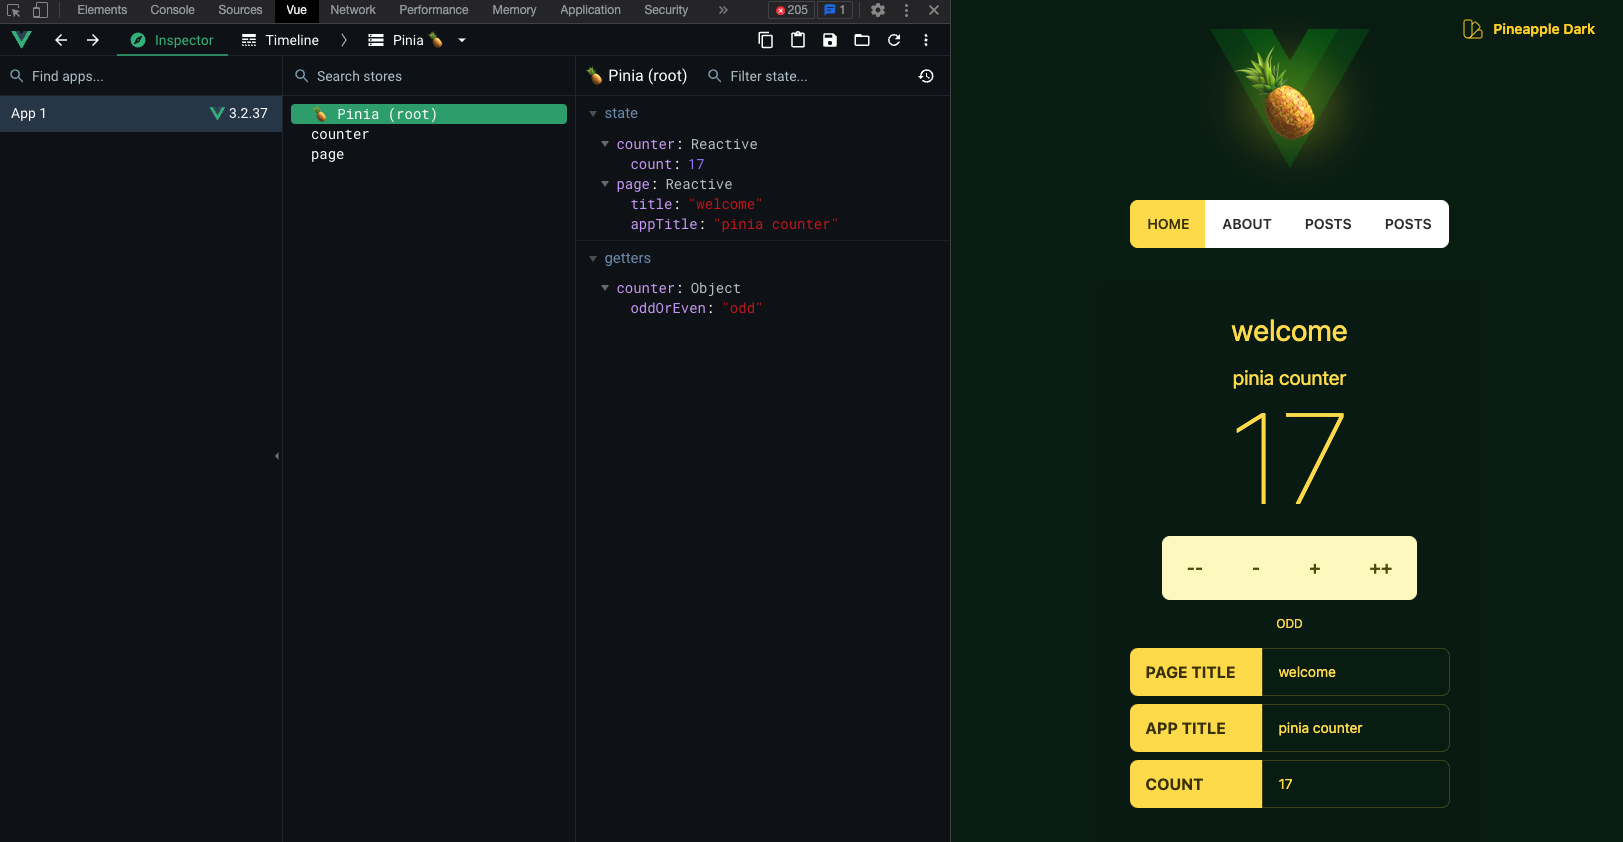 Elements Console Sources Vue Network Performance Memory Application Security » 205 1
Inspector Timeline Pinia 🍍
Find apps...
App 1 3.2.37
Search stores
🍍 Pinia (root)
counter
page
🍍 Pinia (root) Filter state...
state
counter: Reactive
count: 17
page: Reactive
title: "welcome"
appTitle: "pinia counter"
getters
counter: Object
oddOrEven: "odd"
Pineapple Dark
HOME ABOUT POSTS POSTS
welcome
pinia counter
17
-- - + ++
ODD
PAGE TITLE welcome
APP TITLE pinia counter
COUNT 17